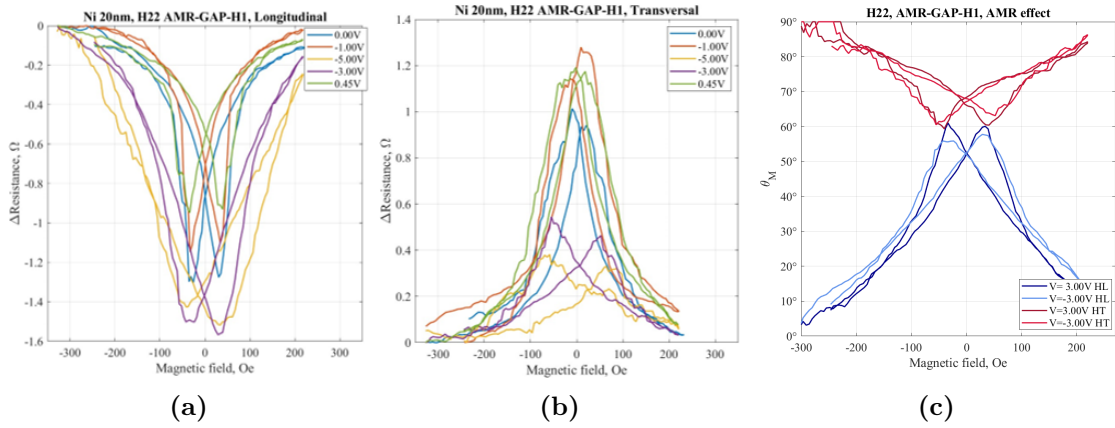 Ni 20nm, H22 AMR-GAP-H1, Longitudinal
0
-0.2
-0.4
-0.6
-0.8
-1
-1.2
-1.4
-1.6
ΔResistance, Ω
0.00V
-1.00V
-5.00V
-3.00V
0.45V
-300 -200 -100 0 100 200 300
Magnetic field, Oe
(a)
Ni 20nm, H22 AMR-GAP-H1, Transversal
1.4
1.2
1
0.8
0.6
0.4
0.2
0
ΔResistance, Ω
0.00V
-1.00V
-5.00V
-3.00V
0.45V
-300 -200 -100 0 100 200 300
Magnetic field, Oe
(b)
H22, AMR-GAP-H1, AMR effect
90°
80°
70°
60°
50°
40°
30°
20°
10°
0°
θM
V= 3.00V HL
V=-3.00V HL
V=3.00V HT
V=-3.00V HT
-300 -200 -100 0 100 200
Magnetic field, Oe
(c)